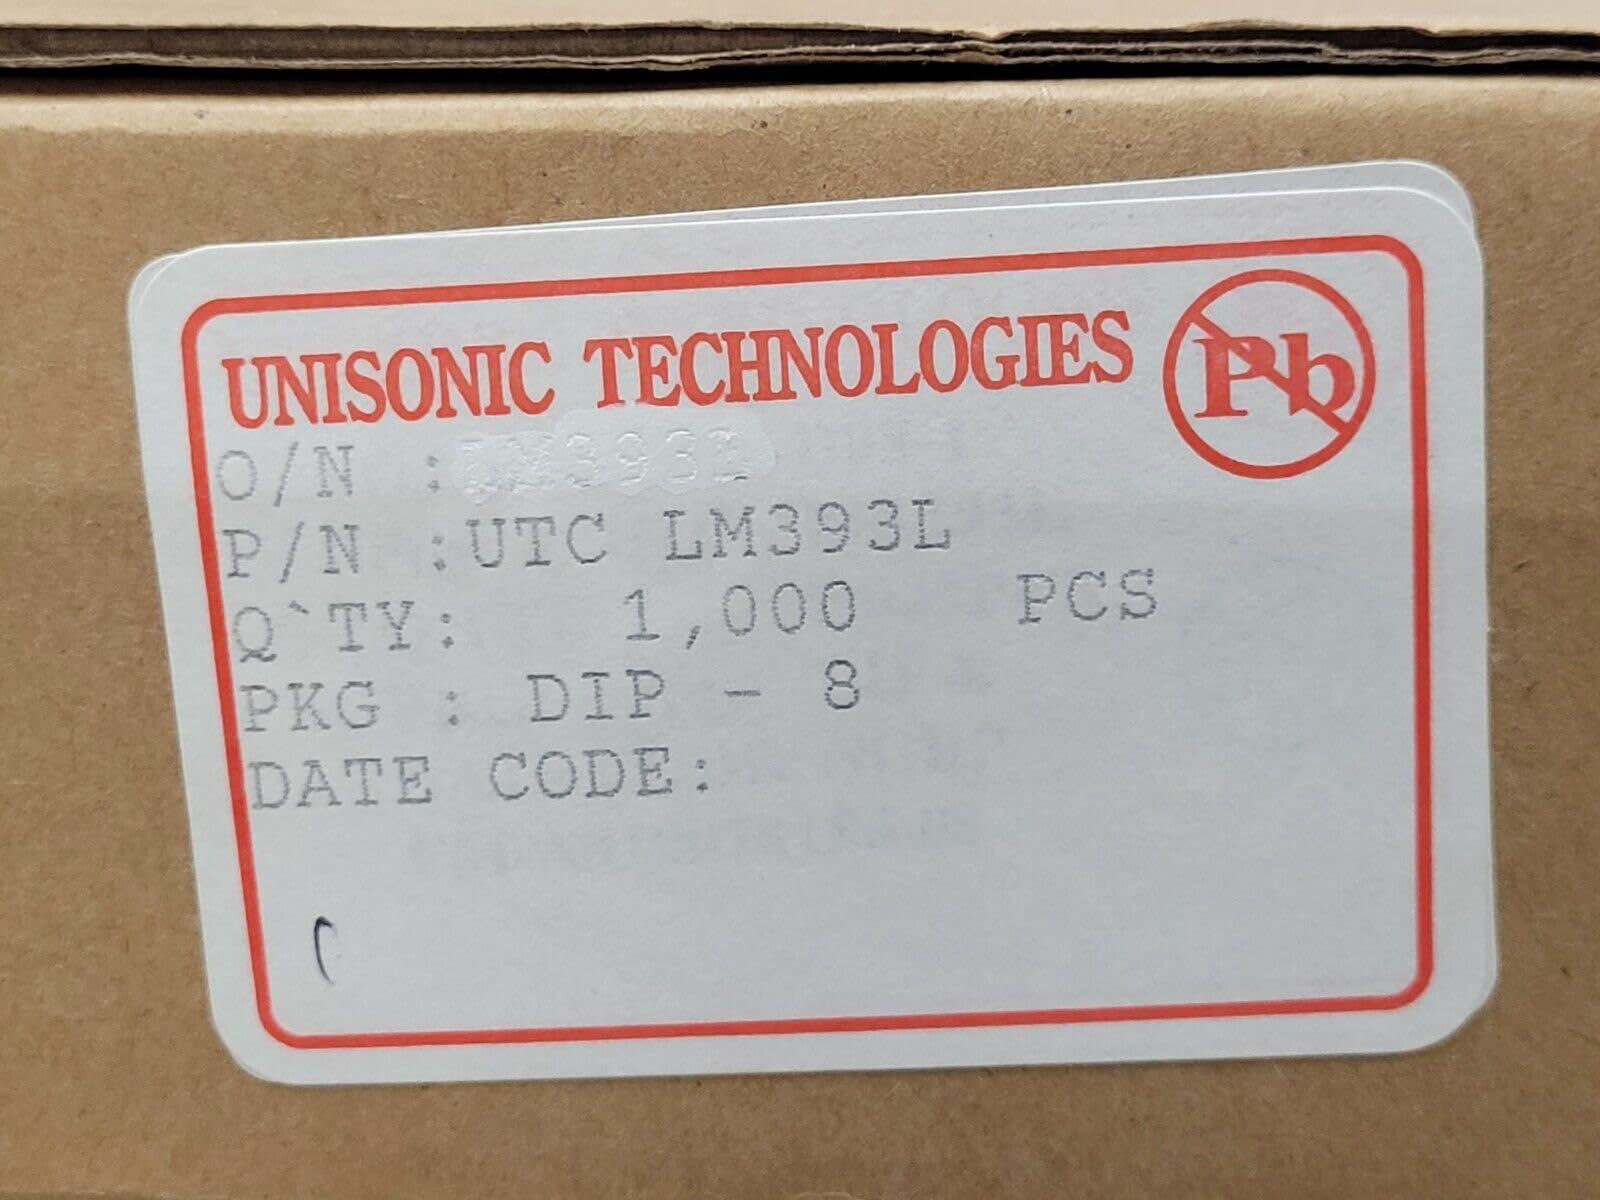 UNISONIC TECHNOLOGIES
Pb
O/N :
P/N :UTC LM393L
Q`TY: 1,000 PCS
PKG : DIP - 8
DATE CODE: